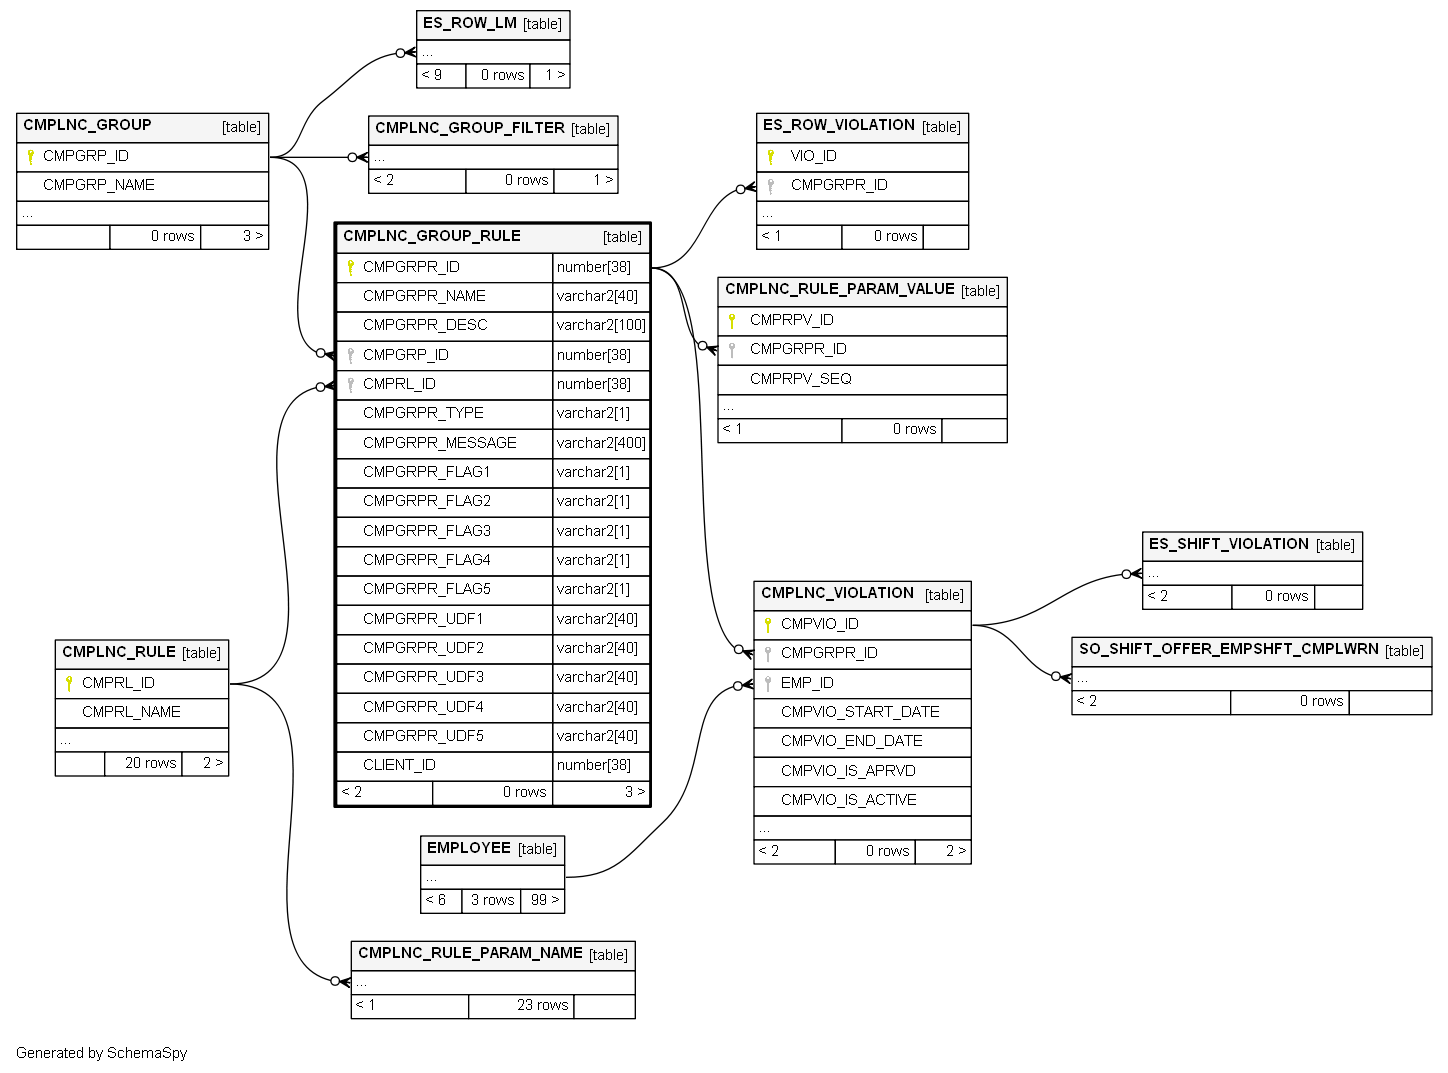 ES_ROW_LM [table]
...
< 9 0 rows 1 >
CMPLNC_GROUP [table]
CMPGRP_ID
CMPGRP_NAME
...
0 rows 3 >
CMPLNC_GROUP_FILTER [table]
...
< 2 0 rows 1 >
ES_ROW_VIOLATION [table]
VIO_ID
CMPGRPR_ID
...
< 1 0 rows
CMPLNC_GROUP_RULE [table]
CMPGRPR_ID number[38]
CMPGRPR_NAME varchar2[40]
CMPGRPR_DESC varchar2[100]
CMPGRP_ID number[38]
CMPRL_ID number[38]
CMPGRPR_TYPE varchar2[1]
CMPGRPR_MESSAGE varchar2[400]
CMPGRPR_FLAG1 varchar2[1]
CMPGRPR_FLAG2 varchar2[1]
CMPGRPR_FLAG3 varchar2[1]
CMPGRPR_FLAG4 varchar2[1]
CMPGRPR_FLAG5 varchar2[1]
CMPGRPR_UDF1 varchar2[40]
CMPGRPR_UDF2 varchar2[40]
CMPGRPR_UDF3 varchar2[40]
CMPGRPR_UDF4 varchar2[40]
CMPGRPR_UDF5 varchar2[40]
CLIENT_ID number[38]
< 2 0 rows 3 >
CMPLNC_RULE_PARAM_VALUE [table]
CMPRPV_ID
CMPGRPR_ID
CMPRPV_SEQ
...
< 1 0 rows
ES_SHIFT_VIOLATION [table]
...
< 2 0 rows
CMPLNC_VIOLATION [table]
CMPVIO_ID
CMPGRPR_ID
EMP_ID
CMPVIO_START_DATE
CMPVIO_END_DATE
CMPVIO_IS_APRVD
CMPVIO_IS_ACTIVE
...
< 2 0 rows 2 >
SO_SHIFT_OFFER_EMPSHFT_CMPLWRN [table]
...
< 2 0 rows
CMPLNC_RULE [table]
CMPRL_ID
CMPRL_NAME
...
20 rows 2 >
EMPLOYEE [table]
...
< 6 3 rows 99 >
CMPLNC_RULE_PARAM_NAME [table]
...
< 1 23 rows
Generated by SchemaSpy